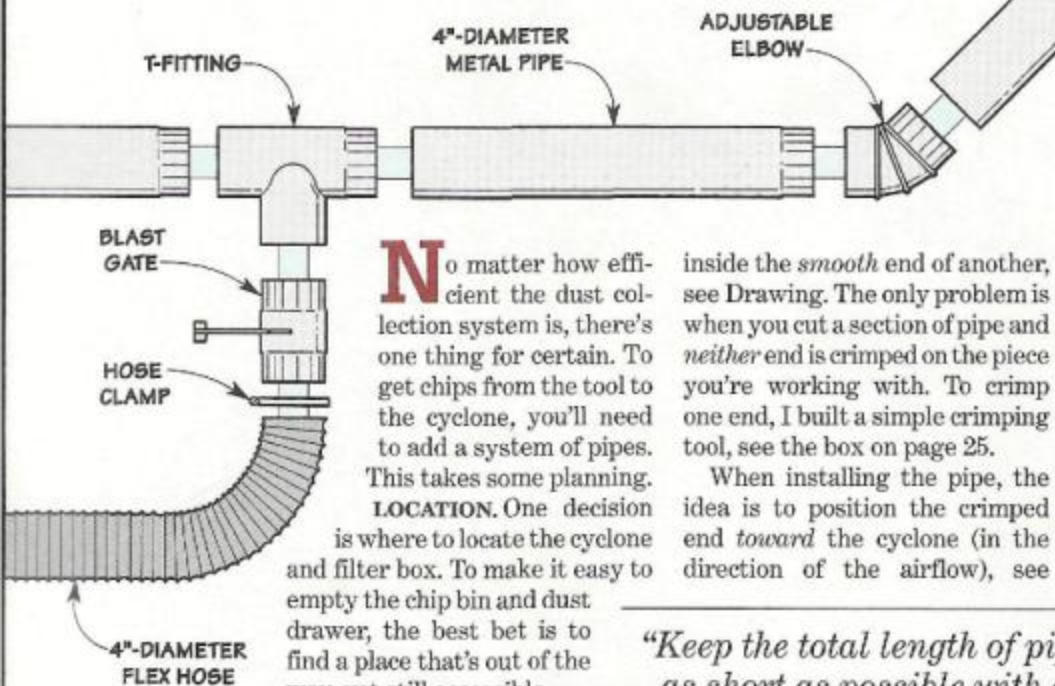 T-FITTING
4"-DIAMETER
METAL PIPE
ADJUSTABLE
ELBOW
BLAST
GATE
HOSE
CLAMP
4"-DIAMETER
FLEX HOSE
No matter how effi-
cient the dust col-
lection system is, there's
one thing for certain. To
get chips from the tool to
the cyclone, you'll need
to add a system of pipes.
This takes some planning.
LOCATION. One decision
is where to locate the cyclone
and filter box. To make it easy to
empty the chip bin and dust
drawer, the best bet is to
find a place that's out of the
inside the smooth end of another,
see Drawing. The only problem is
when you cut a section of pipe and
neither end is crimped on the piece
you're working with. To crimp
one end, I built a simple crimping
tool, see the box on page 25.
When installing the pipe, the
idea is to position the crimped
end toward the cyclone (in the
direction of the airflow), see
"Keep the total length of pi
as short as possible with